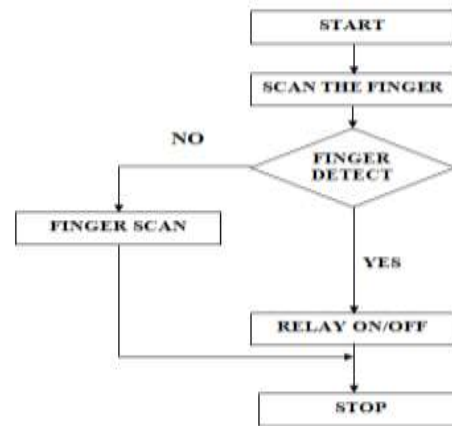 START
SCAN THE FINGER
NO
FINGER
DETECT
FINGER SCAN
YES
RELAY ON/OFF
STOP